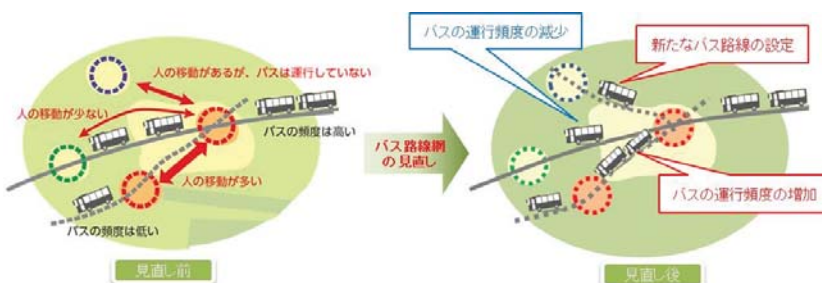 人の移動があるが、バスは運行していない
人の移動が少ない
バスの頻度は高い
人の移動が多い
バスの頻度は低い
見直し前
バス路線網
の見直し
バスの運行頻度の減少
新たなバス路線の設定
バスの運行頻度の増加
見直し後